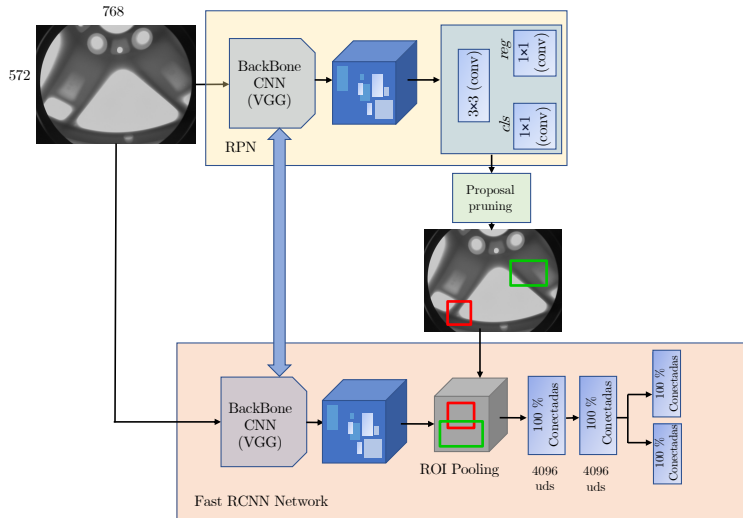 768
572
BackBone
CNN
(VGG)
RPN
3×3 (conv)
reg
1×1
(conv)
cls
1×1
(conv)
Proposal
pruning
BackBone
CNN
(VGG)
ROI Pooling
100 %
Conectadas
4096
uds
100 %
Conectadas
4096
uds
100 %
Conectadas
100 %
Conectadas
Fast RCNN Network